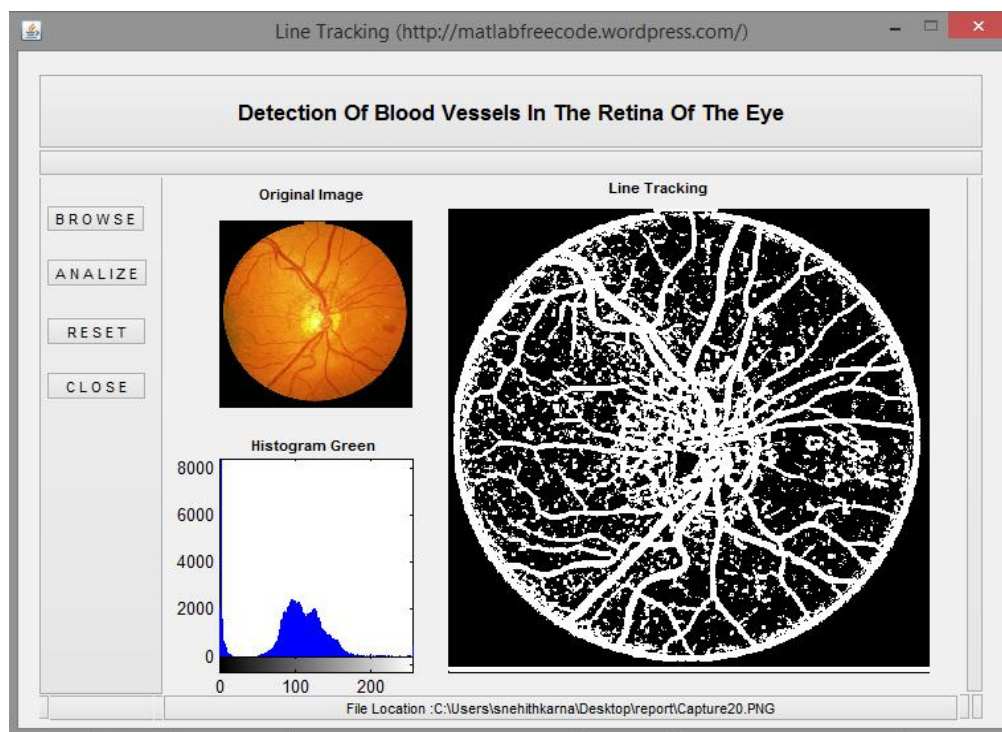 Line Tracking (http://matlabfreecode.wordpress.com/)
Detection Of Blood Vessels In The Retina Of The Eye
BROWSE
ANALIZE
RESET
CLOSE
Original Image
Line Tracking
Histogram Green
8000
6000
4000
2000
0
0 100 200
File Location :C:\Users\snehithkarna\Desktop\report\Capture20.PNG